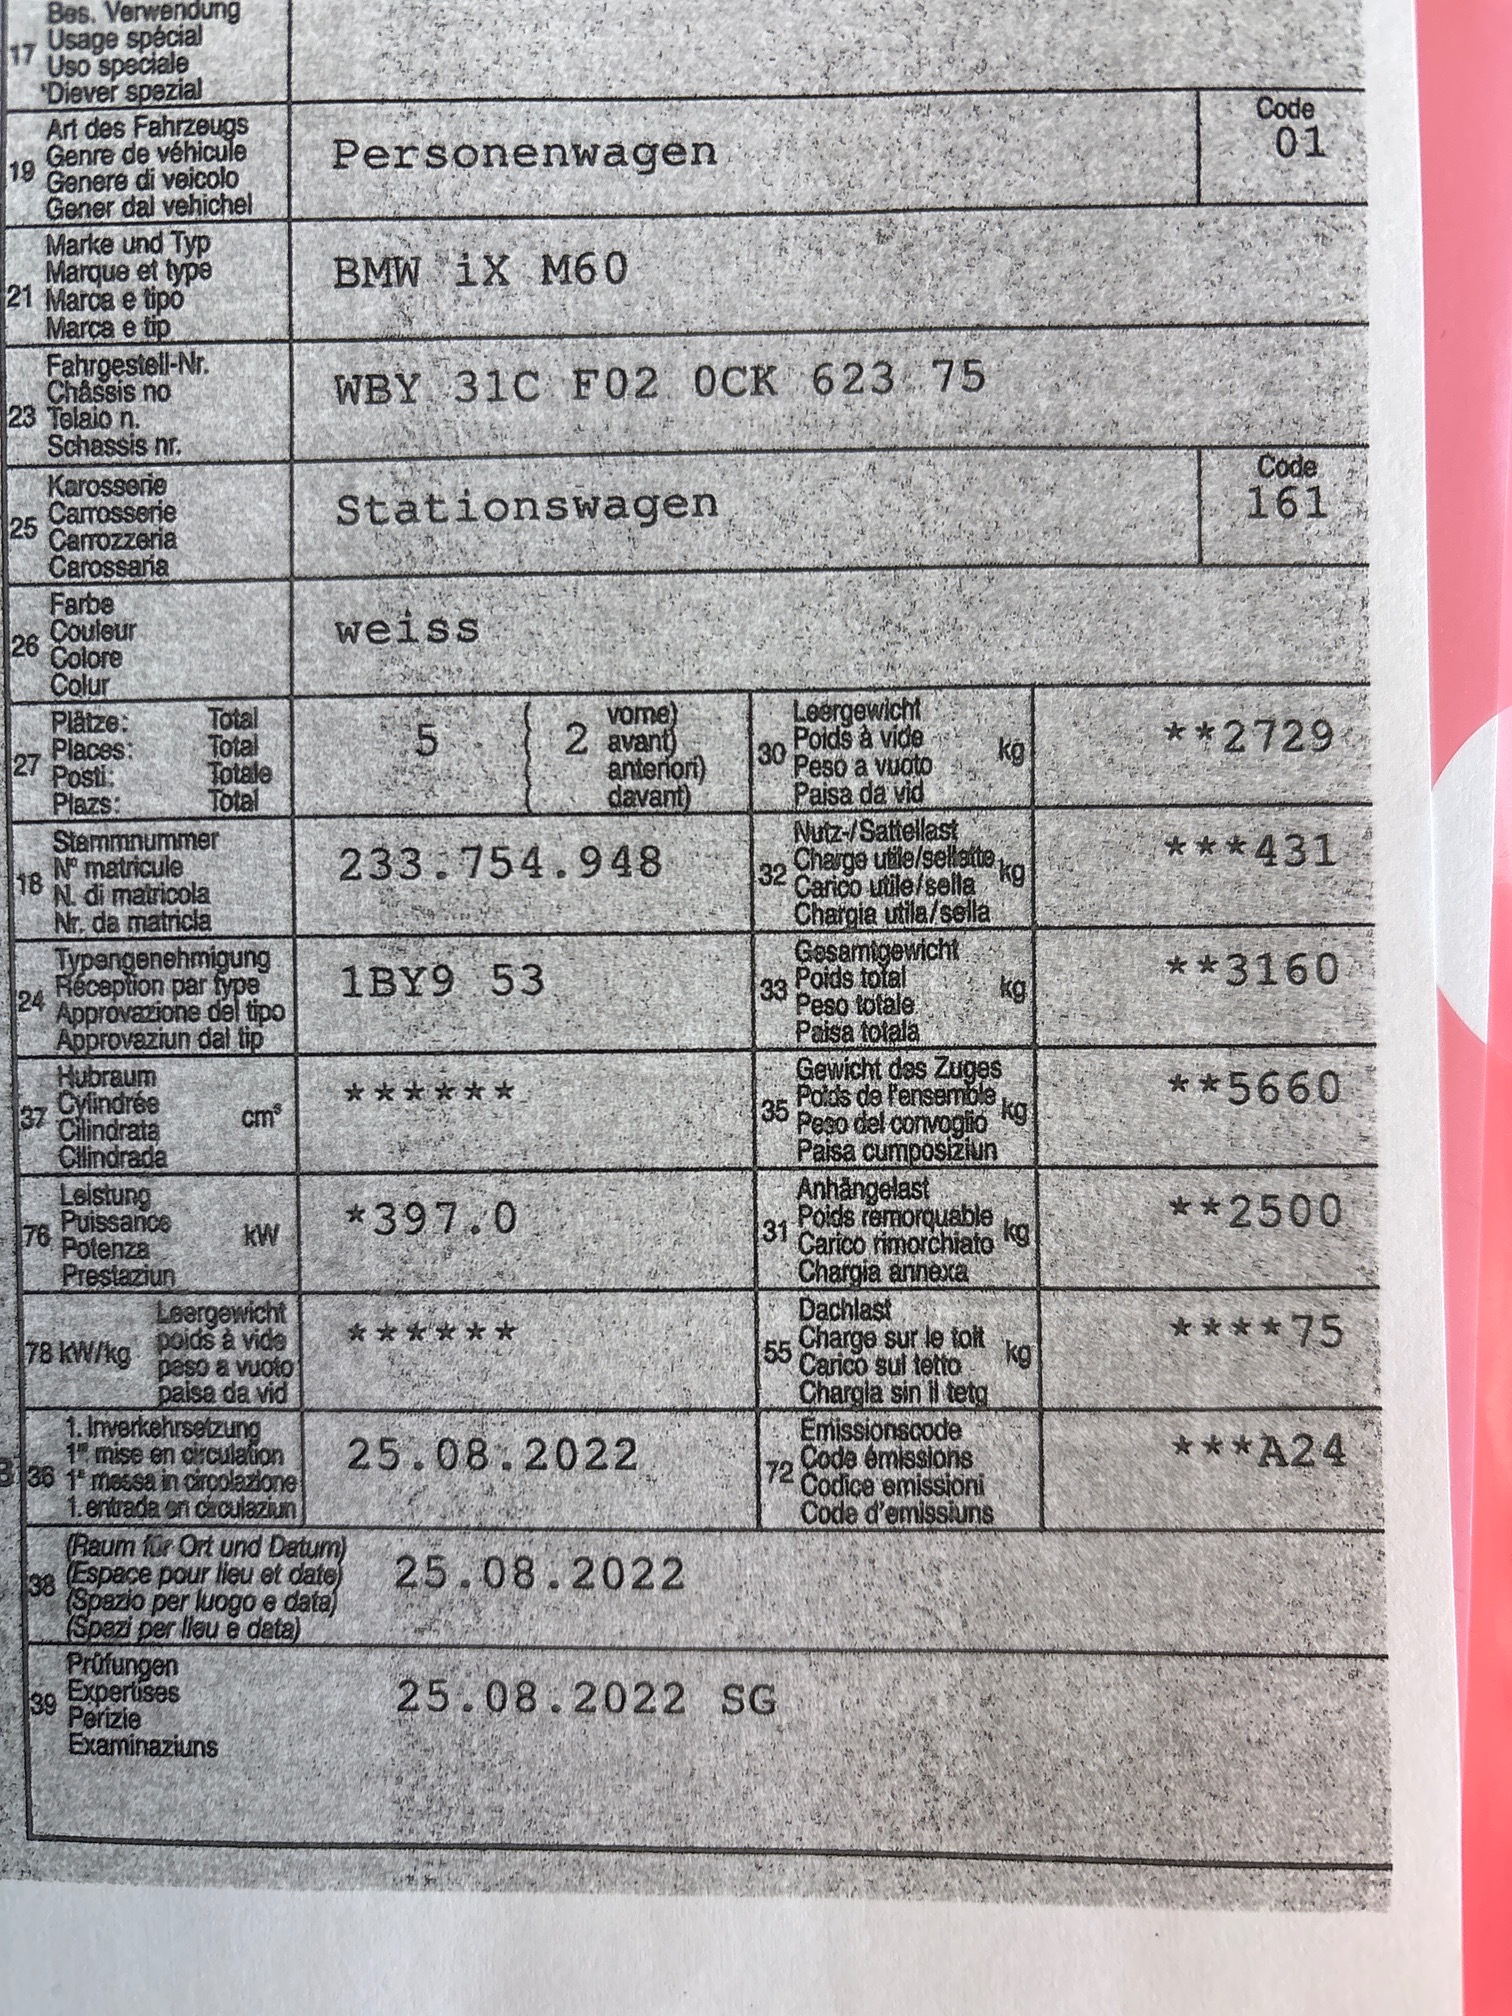 17 Bes. Verwendung
Usage spécial
Uso speciale
Diever spezial
19 Art des Fahrzeugs
Genre de véhicule
Genere di veicolo
Gener dal vehichel
Personenwagen
Code
01
21 Marke und Typ
Marque et type
Marca e tipo
Marca e tip
BMW iX M60
23 Fahrgestell-Nr.
Châssis no
Telaio n.
Schassis nr.
WBY 31C F02 0CK 623 75
25 Karosserie
Carrosserie
Carrozzeria
Carossaria
Stationswagen
Code
161
26 Farbe
Couleur
Colore
Colur
weiss
27 Plätze: Total
Places: Total
Posti: Totale
Plazs: Total
5 ( 2 vorne)
avant)
anteriori)
davant)
30 Leergewicht
Poids à vide kg
Peso a vuoto
Paisa da vid
**2729
18 Stammnummer
N° matricule
N. di matricola
Nr. da matricla
233.754.948
32 Nutz-/Sattellast
Charge utile/sellette kg
Carico utile/sella
Chargia utila/sella
***431
24 Typengenehmigung
Réception par type
Approvazione del tipo
Approvaziun dal tip
1BY9 53
33 Gesamtgewicht
Poids total kg
Peso totale
Paisa totala
**3160
37 Hubraum
Cylindrée cm³
Cilindrata
Cilindrada
******
35 Gewicht des Zuges
Poids de l'ensemble kg
Peso del convoglio
Paisa cumposiziun
**5660
76 Leistung
Puissance kW
Potenza
Prestaziun
*397.0
31 Anhängelast
Poids remorquable kg
Carico rimorchiato
Chargia annexa
**2500
78 kW/kg Leergewicht
poids à vide
peso a vuoto
paisa da vid
******
55 Dachlast
Charge sur le toit kg
Carico sul tetto
Chargia sin il tetg
****75
36 1. Inverkehrsetzung
1re mise en circulation
1a messa in circolazione
1. entrada en circulaziun
25.08.2022
72 Emissionscode
Code émissions
Codice emissioni
Code d'emissiuns
***A24
38 (Raum für Ort und Datum)
(Espace pour lieu et date)
(Spazio per luogo e data)
(Spazi per lieu e data)
25.08.2022
39 Prüfungen
Expertises
Perizie
Examinaziuns
25.08.2022 SG